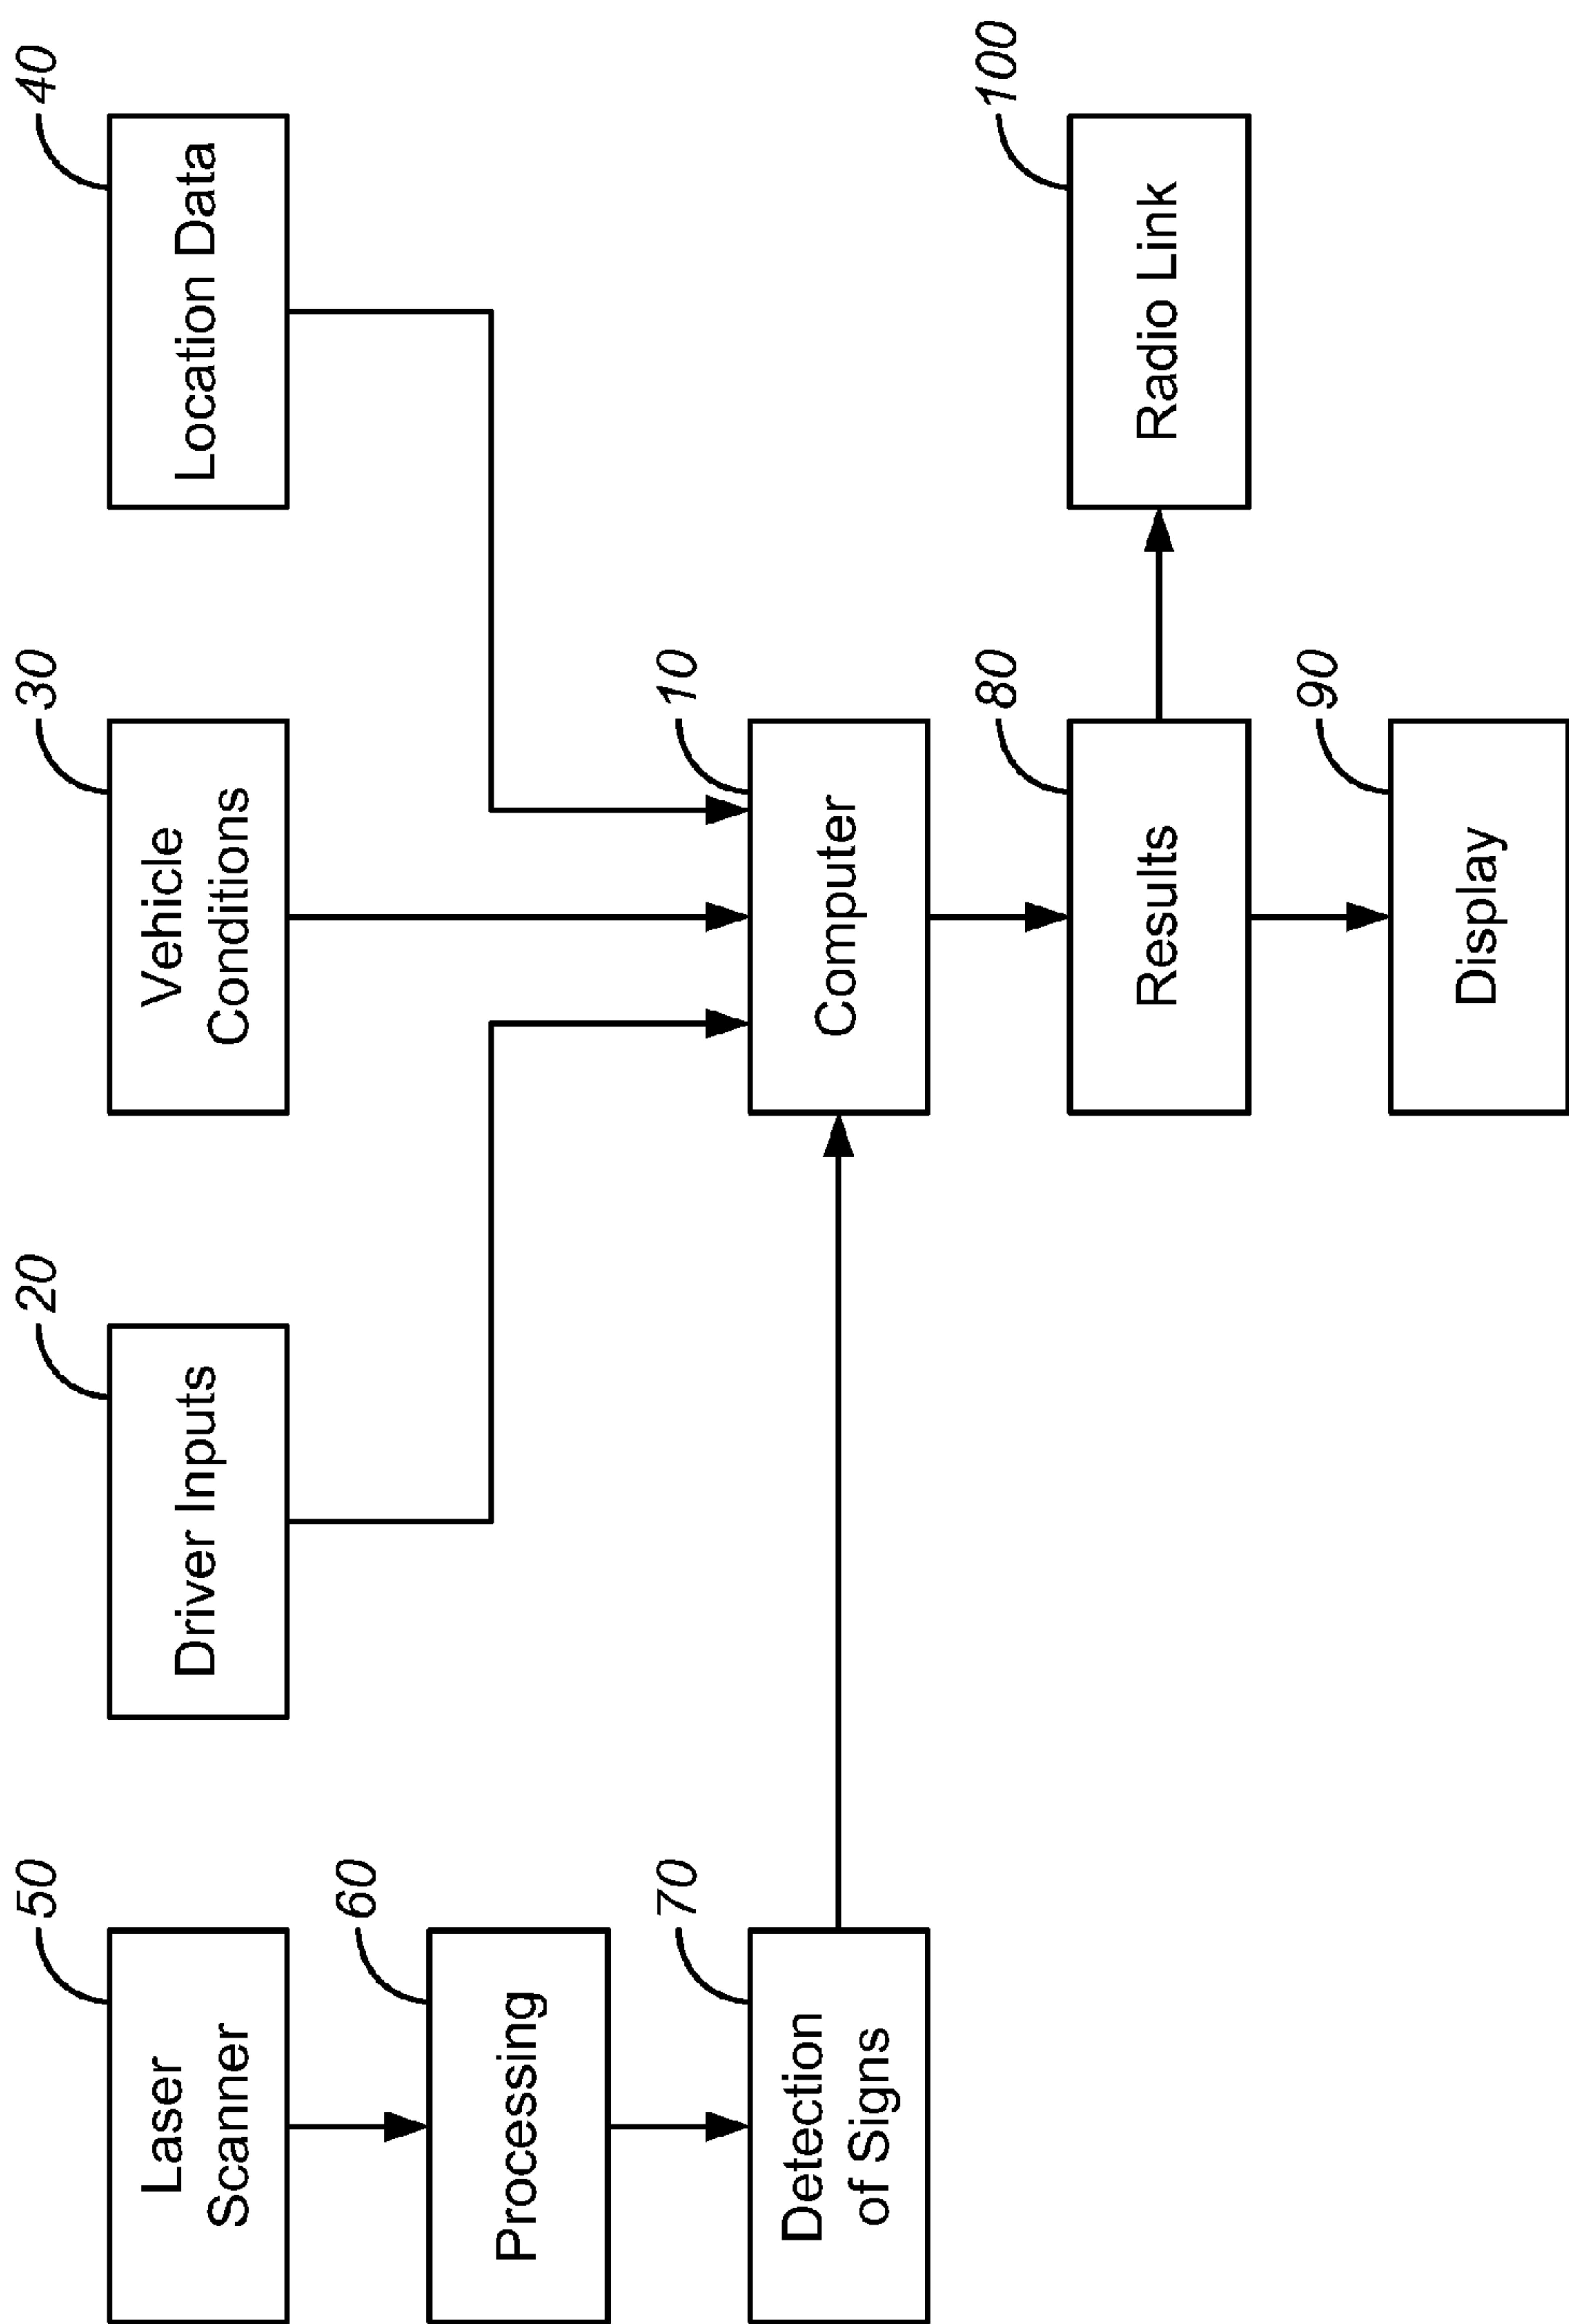 50
Laser
Scanner
20
Driver Inputs
30
Vehicle
Conditions
40
Location Data
60
Processing
70
Detection
of Signs
10
Computer
80
Results
100
Radio Link
90
Display